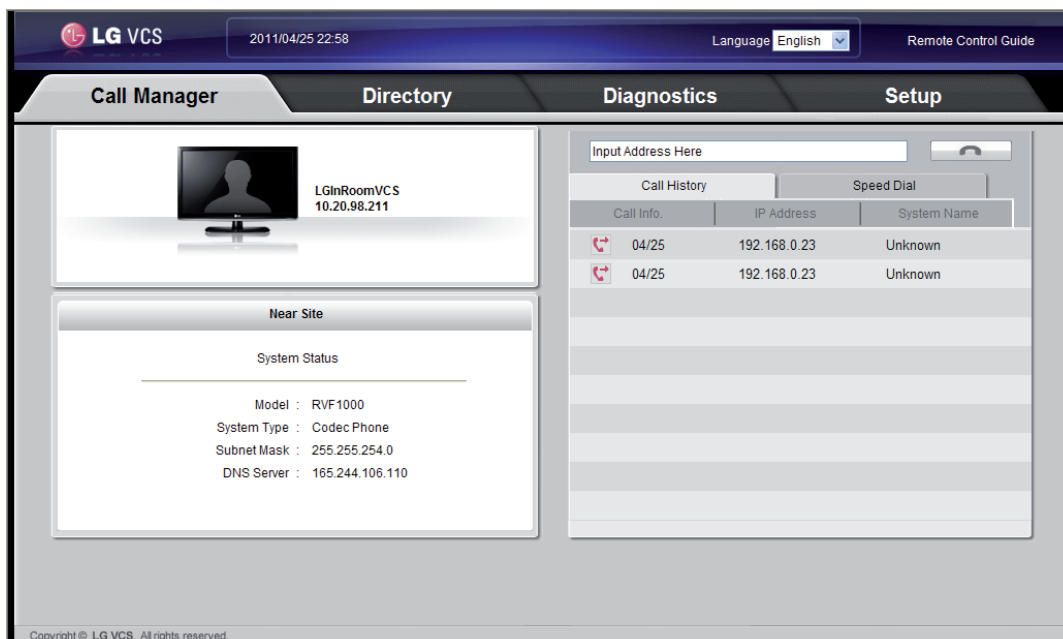 LG VCS
2011/04/25 22:58
Language English
Remote Control Guide
Call Manager
Directory
Diagnostics
Setup
LGInRoomVCS
10.20.98.211
Near Site
System Status
Model : RVF1000
System Type : Codec Phone
Subnet Mask : 255.255.254.0
DNS Server : 165.244.106.110
Input Address Here
Call History
Speed Dial
Call Info. IP Address System Name
04/25 192.168.0.23 Unknown
04/25 192.168.0.23 Unknown
Copyright © LG VCS. All rights reserved.